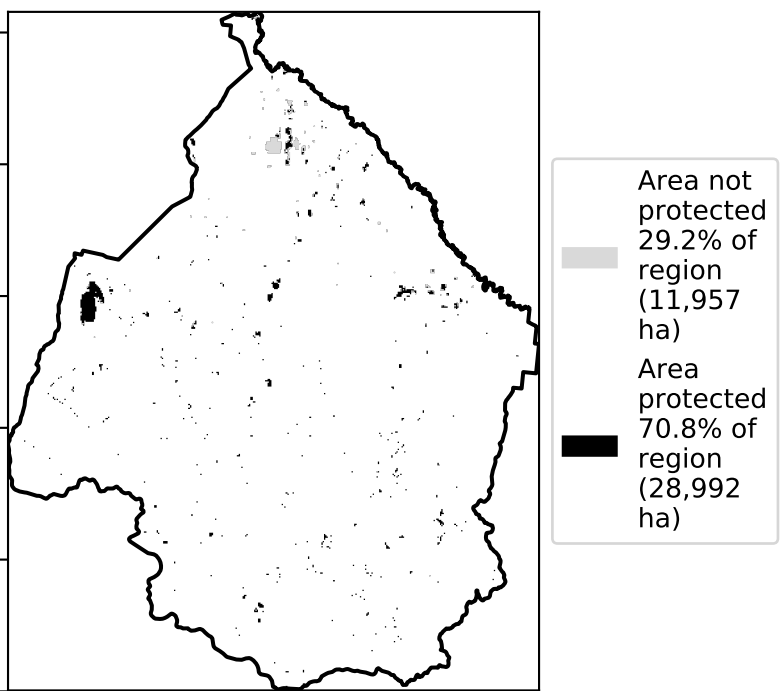 Area not
protected
29.2% of
region
(11,957
ha)
Area
protected
70.8% of
region
(28,992
ha)